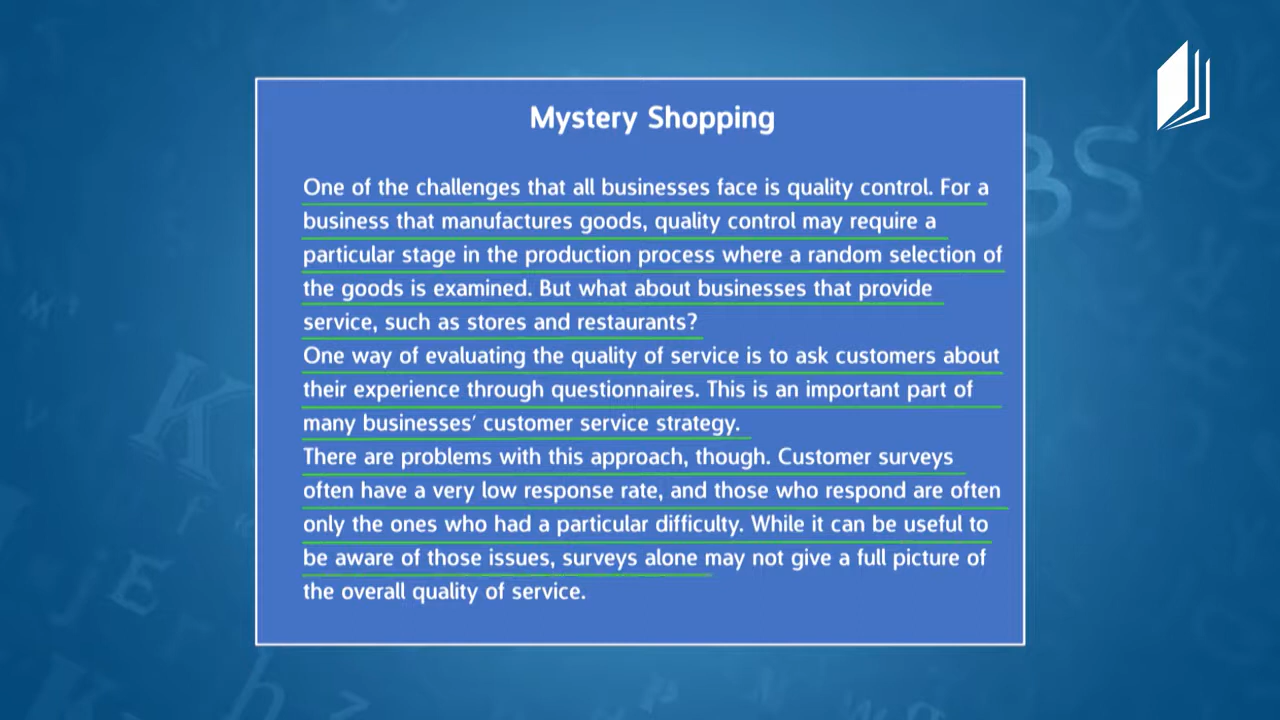 Mystery Shopping
One of the challenges that all businesses face is quality control. For a
business that manufactures goods, quality control may require a
particular stage in the production process where a random selection of
the goods is examined. But what about businesses that provide
service, such as stores and restaurants?
One way of evaluating the quality of service is to ask customers about
their experience through questionnaires. This is an important part of
many businesses' customer service strategy.
There are problems with this approach, though. Customer surveys
often have a very low response rate, and those who respond are often
only the ones who had a particular difficulty. While it can be useful to
be aware of those issues, surveys alone may not give a full picture of
the overall quality of service.